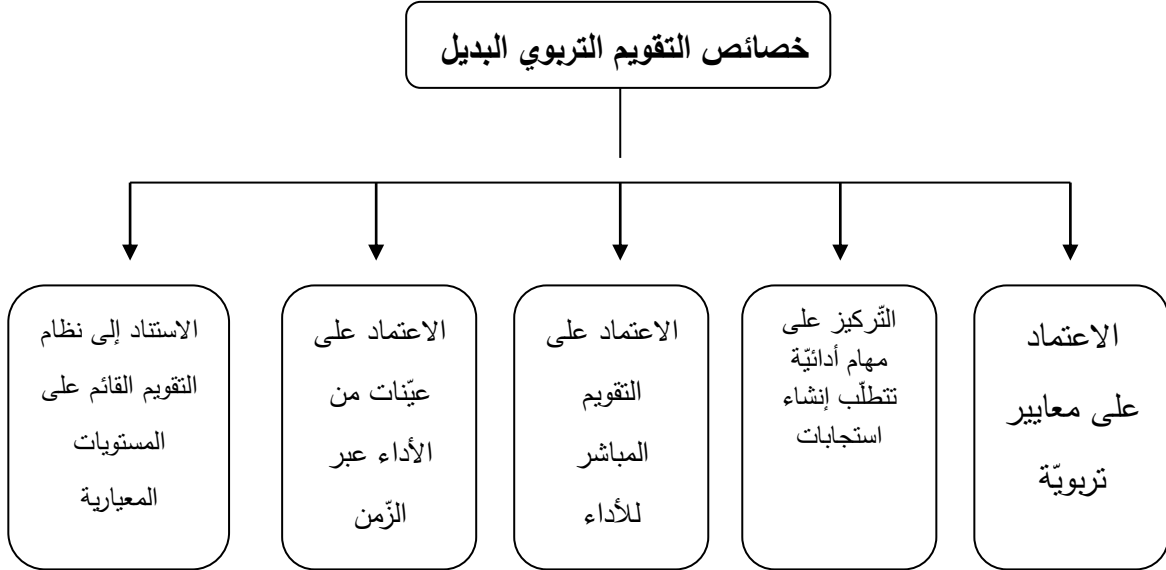 خصائص التقويم التربوي البديل
الاعتماد
على معايير
تربويّة
التّركيز على
مهام أدائيّة
تتطلّب إنشاء
استجابات
الاعتماد على
التقويم
المباشر
للأداء
الاعتماد على
عيّنات من
الأداء عبر
الزّمن
الاستناد إلى نظام
التقويم القائم على
المستويات
المعيارية